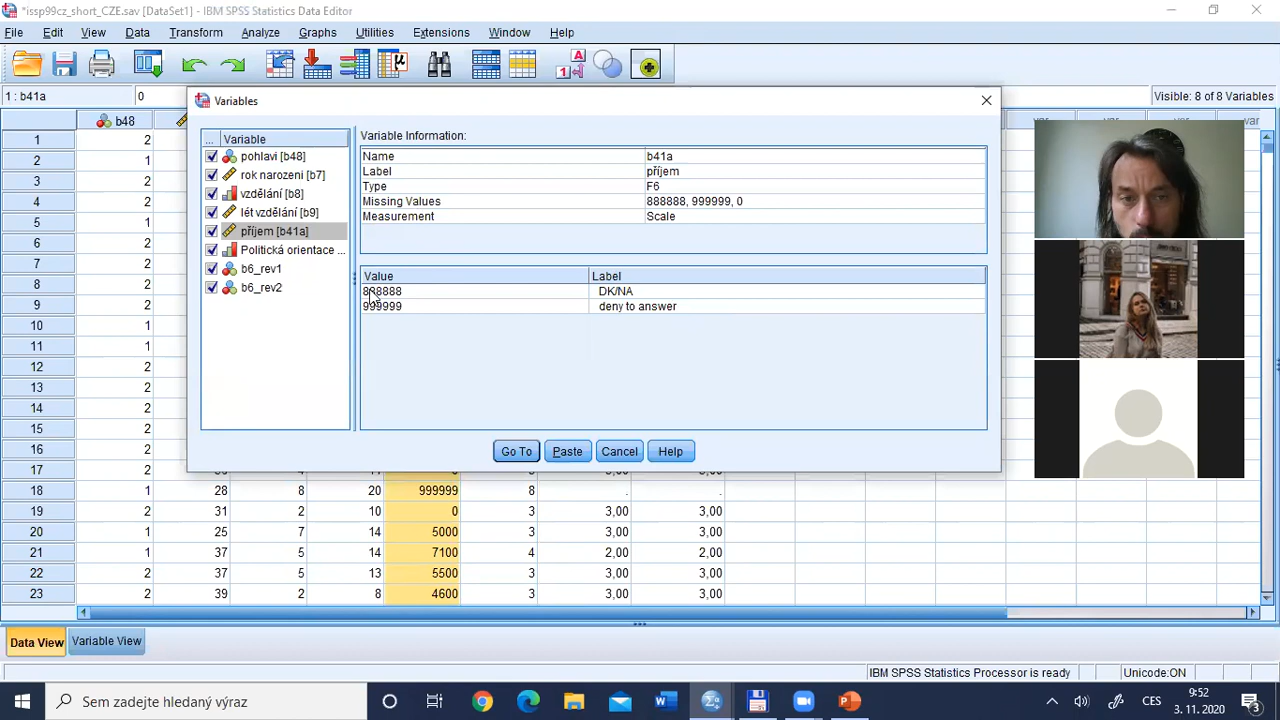 *issp99cz_short_CZE.sav [DataSet1] - IBM SPSS Statistics Data Editor
File Edit View Data Transform Analyze Graphs Utilities Extensions Window Help
1 : b41a 0 Visible: 8 of 8 Variables
Variables
b48 var var var var
... Variable
pohlavi [b48]
rok narozeni [b7]
vzdělání [b8]
lét vzdělání [b9]
příjem [b41a]
Politická orientace ...
b6_rev1
b6_rev2
Variable Information:
Name b41a
Label příjem
Type F6
Missing Values 888888, 999999, 0
Measurement Scale
Value Label
888888 DK/NA
999999 deny to answer
Go To Paste Cancel Help
1 2
2 1
3 2
4 2
5 1
6 2
7 2
8 2
9 2
10 1
11 1
12 1
13 2
14 2
15 2
16 2
17
18 1 28 8 20 999999 8 . .
19 2 31 2 10 0 3 3,00 3,00
20 1 25 7 14 5000 3 3,00 3,00
21 1 37 5 14 7100 4 2,00 2,00
22 2 37 5 13 5500 3 3,00 3,00
23 2 39 2 8 4600 3 3,00 3,00
Data View Variable View
IBM SPSS Statistics Processor is ready Unicode:ON
Sem zadejte hledaný výraz
CES 9:52
3. 11. 2020
3